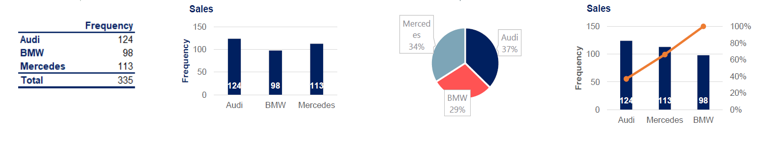 Frequency
Audi 124
BMW 98
Mercedes 113
Total 335
Sales
150
100
50
0
Frequency
124
98
113
Audi BMW Mercedes
Merced
es
34%
Audi
37%
BMW
29%
Sales
150
100
50
0
Frequency
124
113
98
100%
80%
60%
40%
20%
0%
Audi Mercedes BMW